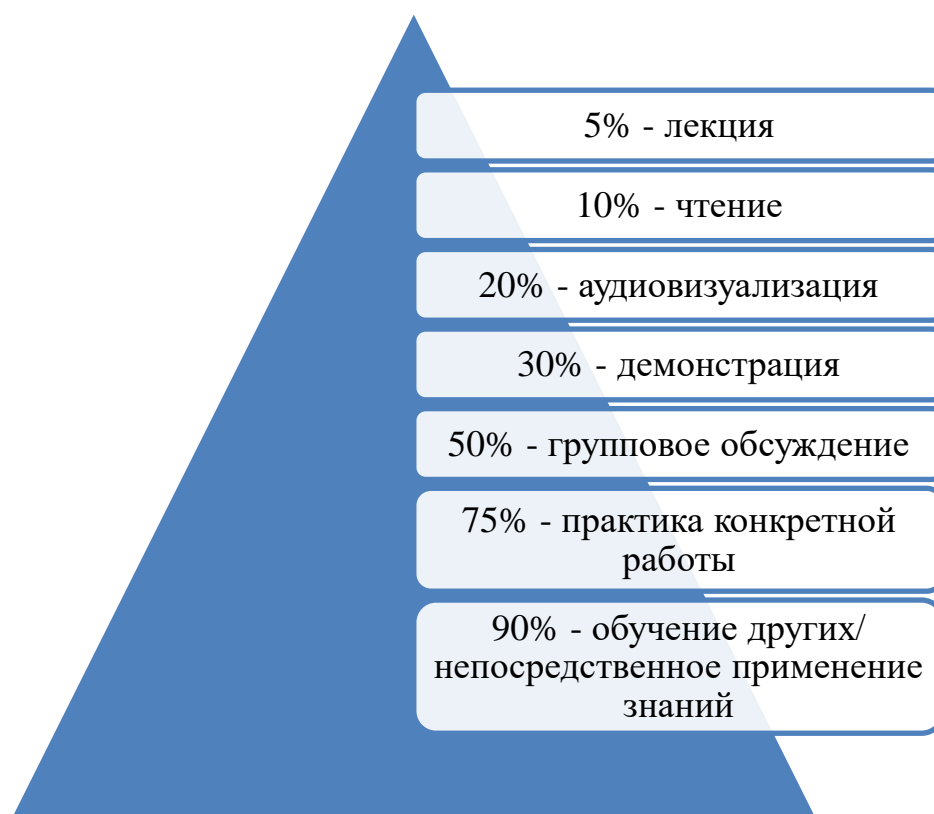 5% - лекция
10% - чтение
20% - аудиовизуализация
30% - демонстрация
50% - групповое обсуждение
75% - практика конкретной
работы
90% - обучение других/
непосредственное применение
знаний